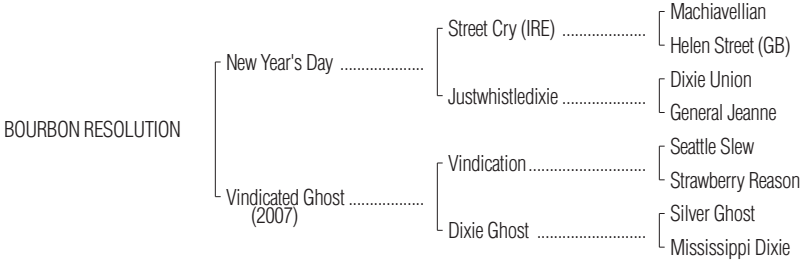 Machiavellian
Street Cry (IRE) ....................
Helen Street (GB)
New Year's Day ....................
Dixie Union
Justwhistledixie ....................
General Jeanne
BOURBON RESOLUTION
Seattle Slew
Vindication............................
Strawberry Reason
Vindicated Ghost ..................
(2007)
Silver Ghost
Dixie Ghost ..........................
Mississippi Dixie